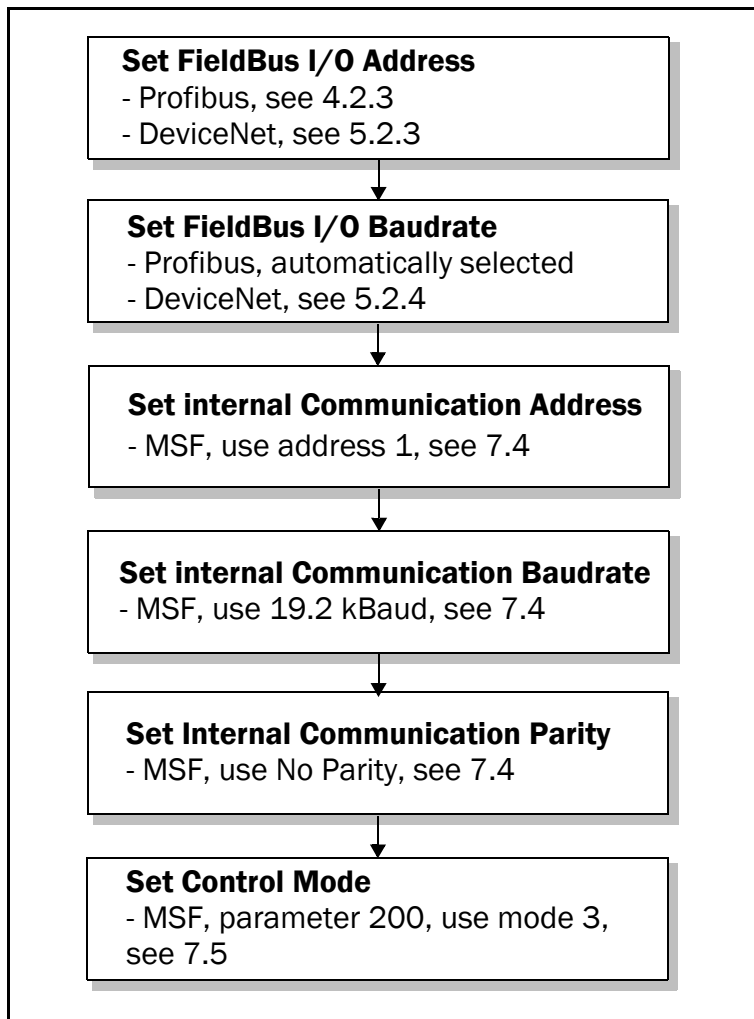 Set FieldBus I/O Address
- Profibus, see 4.2.3
- DeviceNet, see 5.2.3
Set FieldBus I/O Baudrate
- Profibus, automatically selected
- DeviceNet, see 5.2.4
Set internal Communication Address
- MSF, use address 1, see 7.4
Set internal Communication Baudrate
- MSF, use 19.2 kBaud, see 7.4
Set Internal Communication Parity
- MSF, use No Parity, see 7.4
Set Control Mode
- MSF, parameter 200, use mode 3,
see 7.5